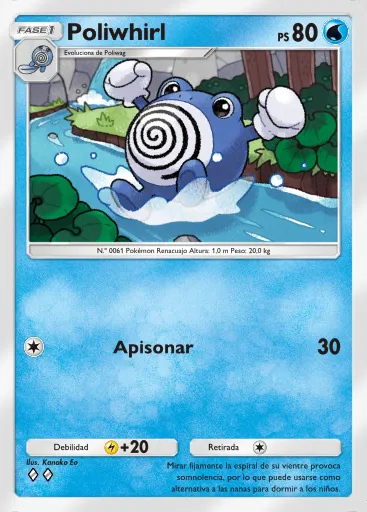 FASE 1
Poliwhirl
PS 80
Evoluciona de Poliwag
N.º 0061 Pokémon Renacuajo Altura: 1,0 m Peso: 20,0 kg
Apisonar 30
Debilidad +20 Retirada
Ilus. Kanako Eo
Mirar fijamente la espiral de su vientre provoca
somnolencia, por lo que puede usarse como
alternativa a las nanas para dormir a los niños.